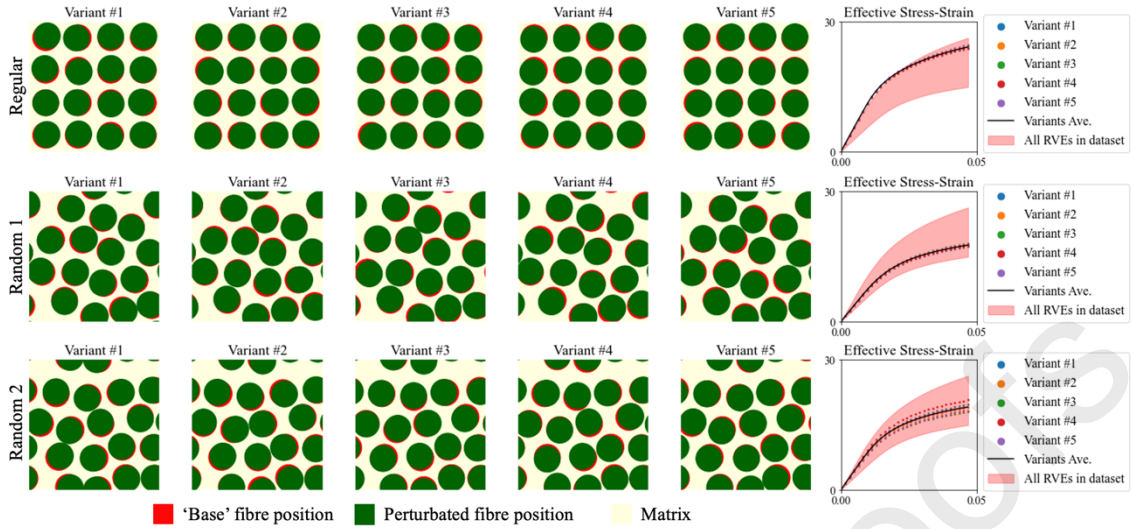 Variant #1 Variant #2 Variant #3 Variant #4 Variant #5 Effective Stress-Strain
Regular
30
0
0.00 0.05
Variant #1
Variant #2
Variant #3
Variant #4
Variant #5
Variants Ave.
All RVEs in dataset
Variant #1 Variant #2 Variant #3 Variant #4 Variant #5 Effective Stress-Strain
Random 1
30
0
0.00 0.05
Variant #1
Variant #2
Variant #3
Variant #4
Variant #5
Variants Ave.
All RVEs in dataset
Variant #1 Variant #2 Variant #3 Variant #4 Variant #5 Effective Stress-Strain
Random 2
30
0
0.00 0.05
Variant #1
Variant #2
Variant #3
Variant #4
Variant #5
Variants Ave.
All RVEs in dataset
‘Base’ fibre position Perturbated fibre position Matrix